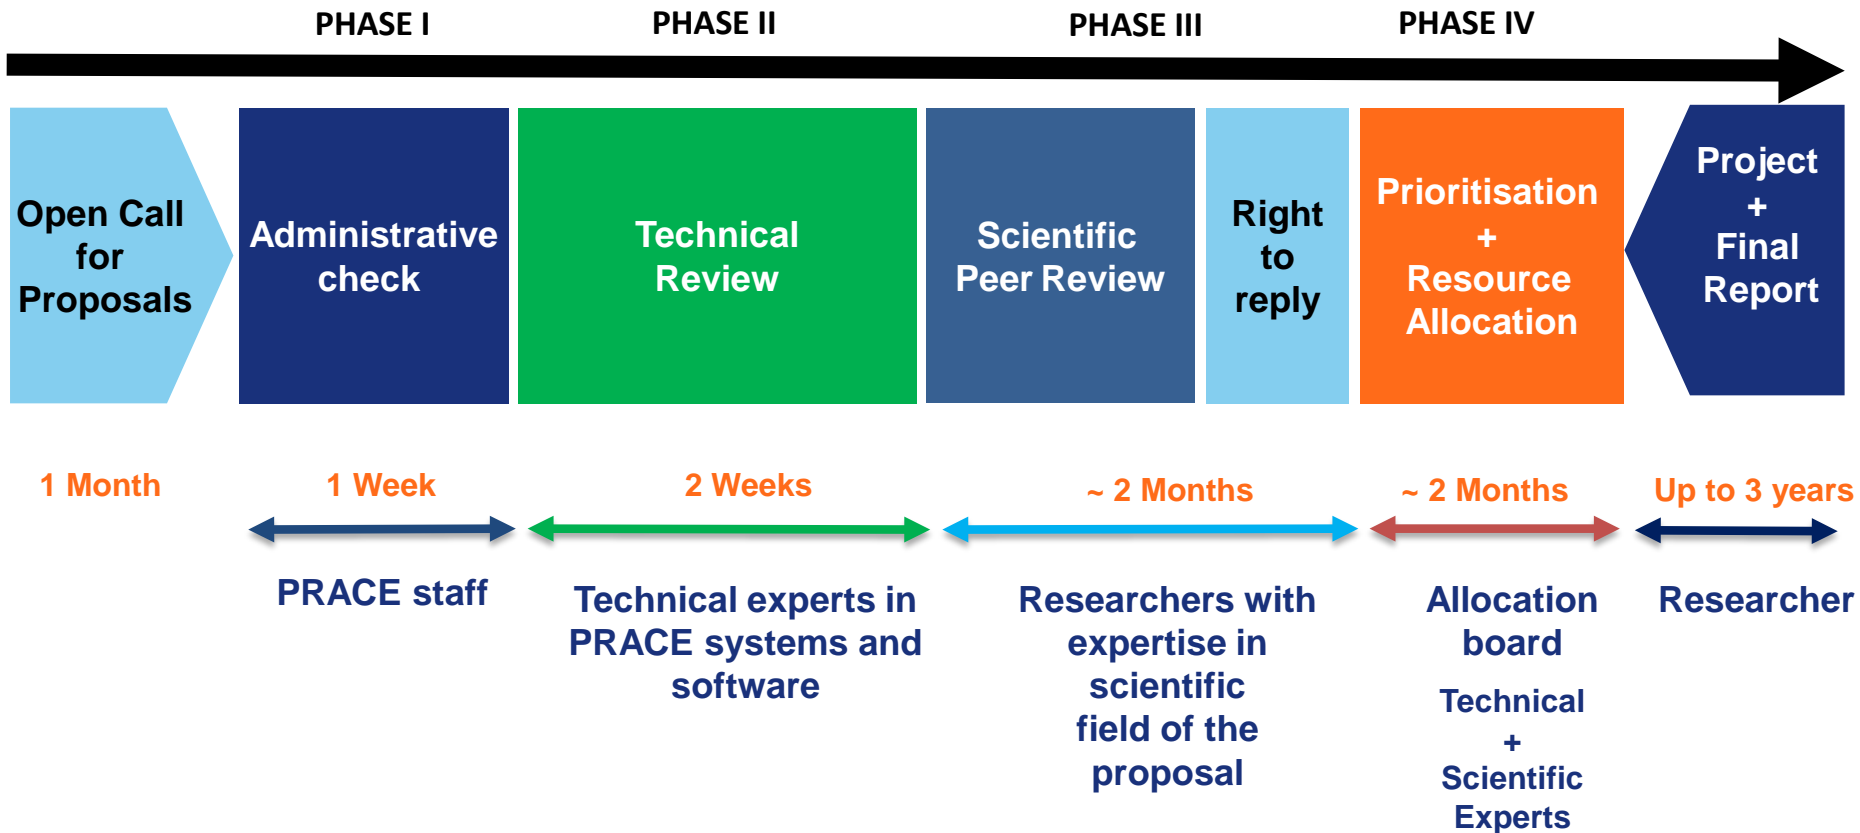 PHASE I
PHASE II
PHASE III
PHASE IV
Open Call
for
Proposals
Administrative
check
Technical
Review
Scientific
Peer Review
Right
to
reply
Prioritisation
+
Resource
Allocation
Project
+
Final
Report
1 Month
1 Week
2 Weeks
~ 2 Months
~ 2 Months
Up to 3 years
PRACE staff
Technical experts in
PRACE systems and
software
Researchers with
expertise in
scientific
field of the
proposal
Allocation
board
Technical
+
Scientific
Experts
Researcher